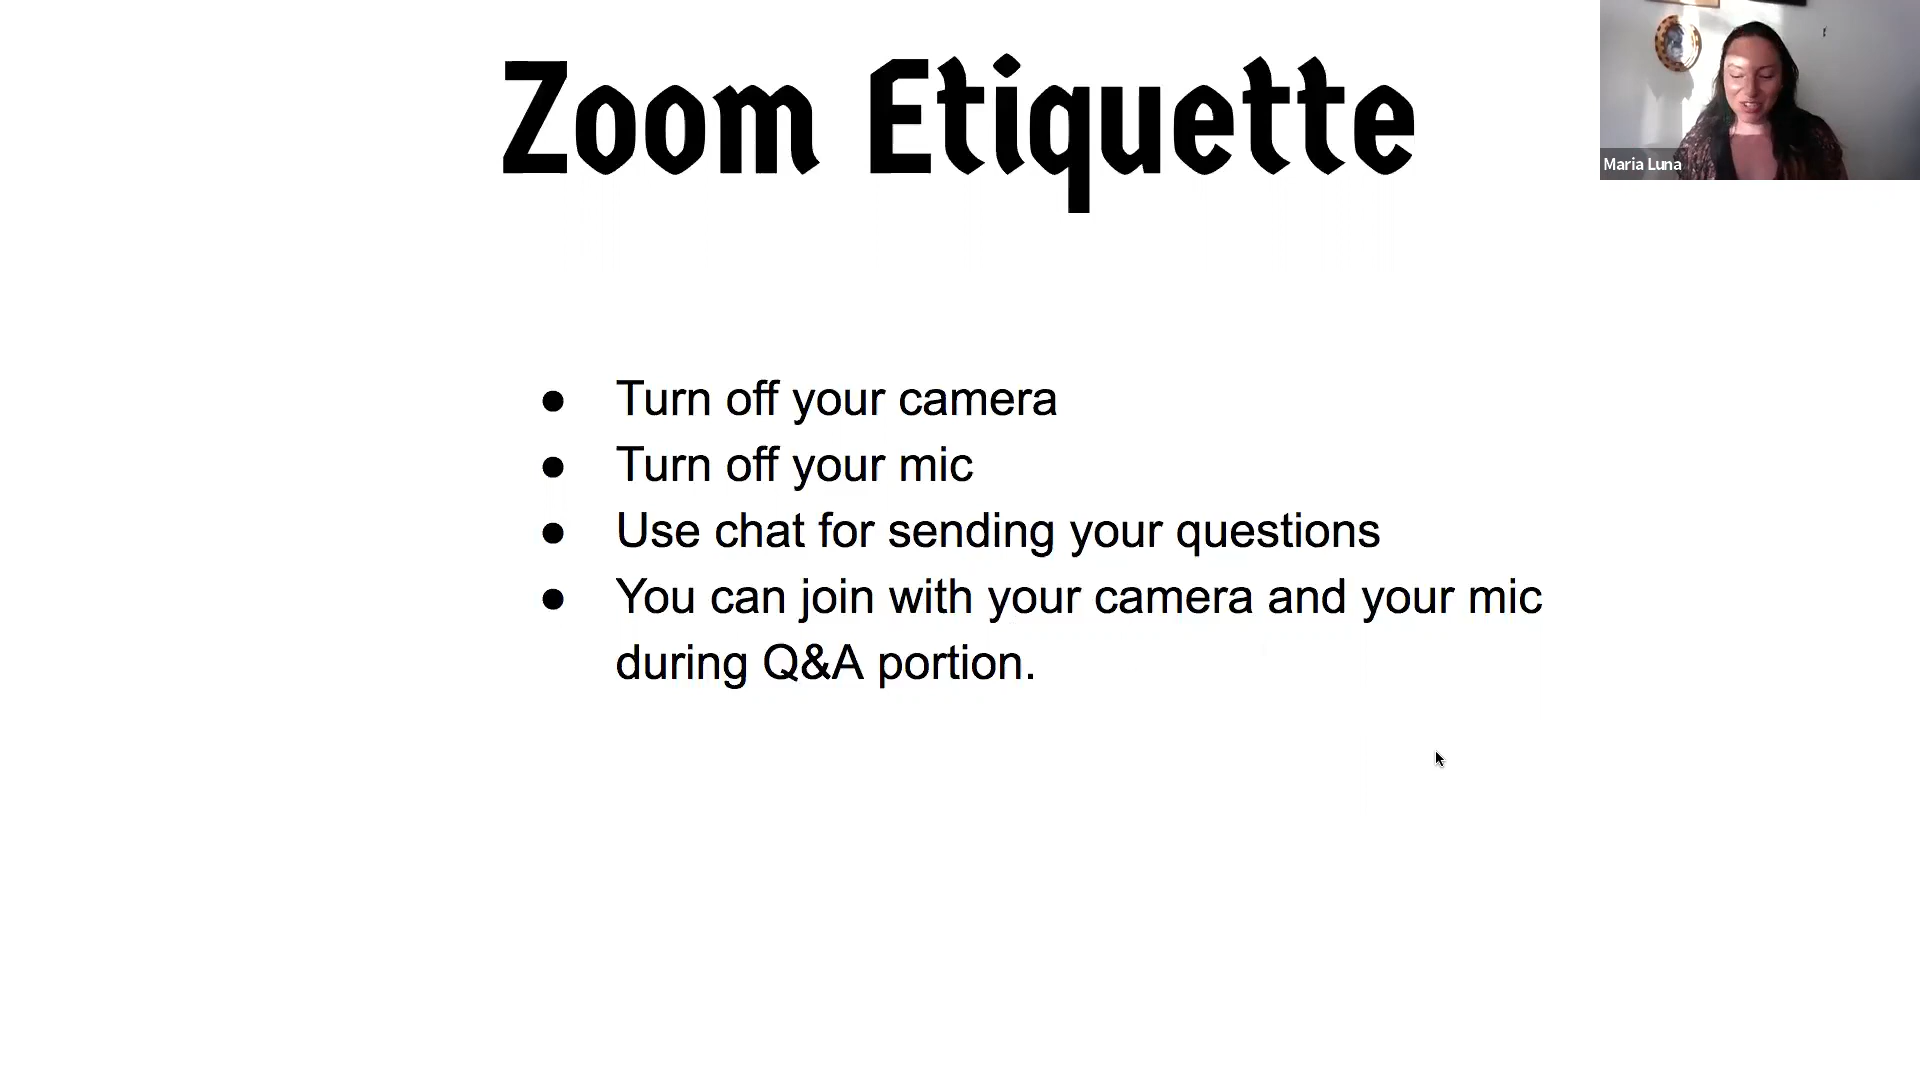 Zoom Etiquette
Maria Luna
● Turn off your camera
● Turn off your mic
● Use chat for sending your questions
● You can join with your camera and your mic
during Q&A portion.